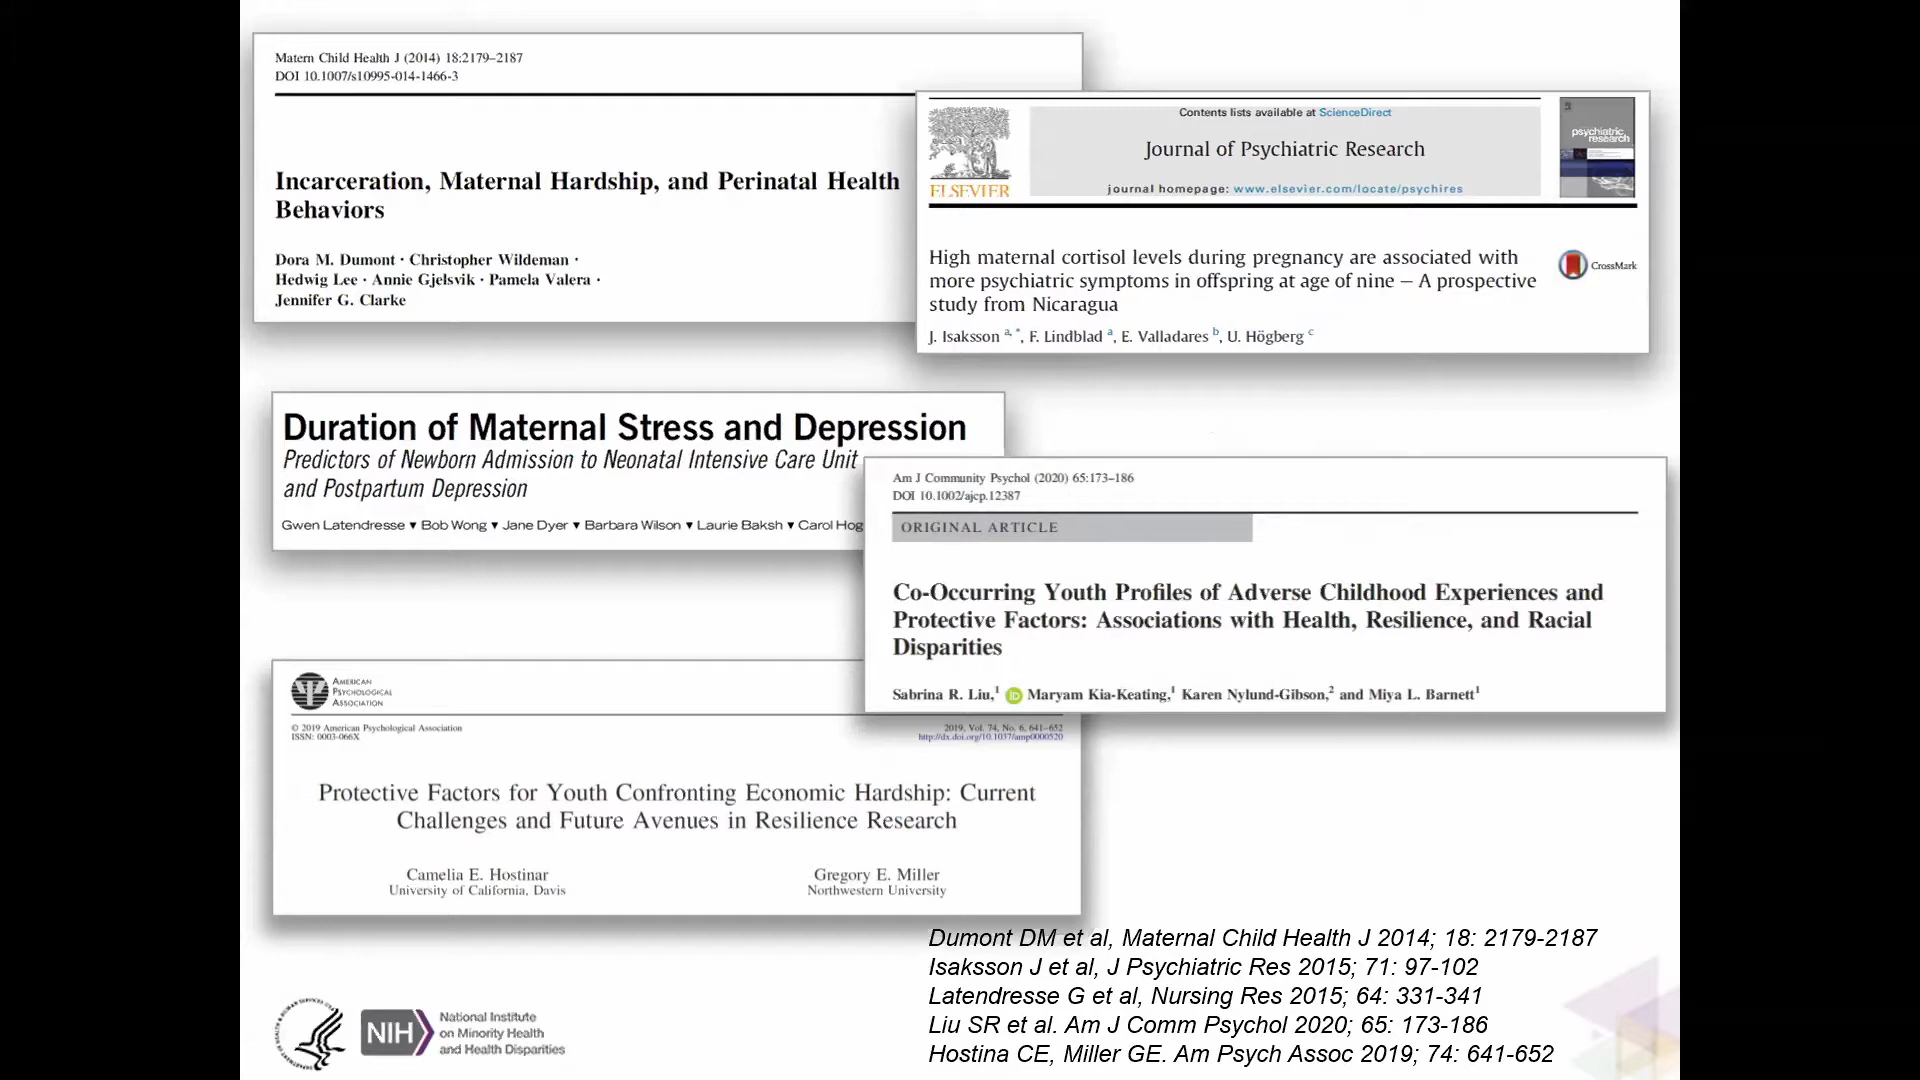 Matern Child Health J (2014) 18:2179–2187
DOI 10.1007/s10995-014-1466-3
Incarceration, Maternal Hardship, and Perinatal Health
Behaviors
Dora M. Dumont · Christopher Wildeman ·
Hedwig Lee · Annie Gjelsvik · Pamela Valera ·
Jennifer G. Clarke
ELSEVIER
Contents lists available at ScienceDirect
Journal of Psychiatric Research
journal homepage: www.elsevier.com/locate/psychires
psychiatric
research
High maternal cortisol levels during pregnancy are associated with
more psychiatric symptoms in offspring at age of nine – A prospective
study from Nicaragua
CrossMark
J. Isaksson a, *, F. Lindblad a, E. Valladares b, U. Högberg c
Duration of Maternal Stress and Depression
Predictors of Newborn Admission to Neonatal Intensive Care Unit
and Postpartum Depression
Gwen Latendresse ▾ Bob Wong ▾ Jane Dyer ▾ Barbara Wilson ▾ Laurie Baksh ▾ Carol Hog
Am J Community Psychol (2020) 65:173–186
DOI 10.1002/ajcp.12387
ORIGINAL ARTICLE
Co-Occurring Youth Profiles of Adverse Childhood Experiences and
Protective Factors: Associations with Health, Resilience, and Racial
Disparities
Sabrina R. Liu,1 iD Maryam Kia-Keating,1 Karen Nylund-Gibson,2 and Miya L. Barnett1
AMERICAN
PSYCHOLOGICAL
ASSOCIATION
© 2019 American Psychological Association
ISSN: 0003-066X
2019, Vol. 74, No. 6, 641–652
http://dx.doi.org/10.1037/amp0000520
Protective Factors for Youth Confronting Economic Hardship: Current
Challenges and Future Avenues in Resilience Research
Camelia E. Hostinar
University of California, Davis
Gregory E. Miller
Northwestern University
Dumont DM et al, Maternal Child Health J 2014; 18: 2179-2187
Isaksson J et al, J Psychiatric Res 2015; 71: 97-102
Latendresse G et al, Nursing Res 2015; 64: 331-341
Liu SR et al. Am J Comm Psychol 2020; 65: 173-186
Hostina CE, Miller GE. Am Psych Assoc 2019; 74: 641-652
NIH
National Institute
on Minority Health
and Health Disparities